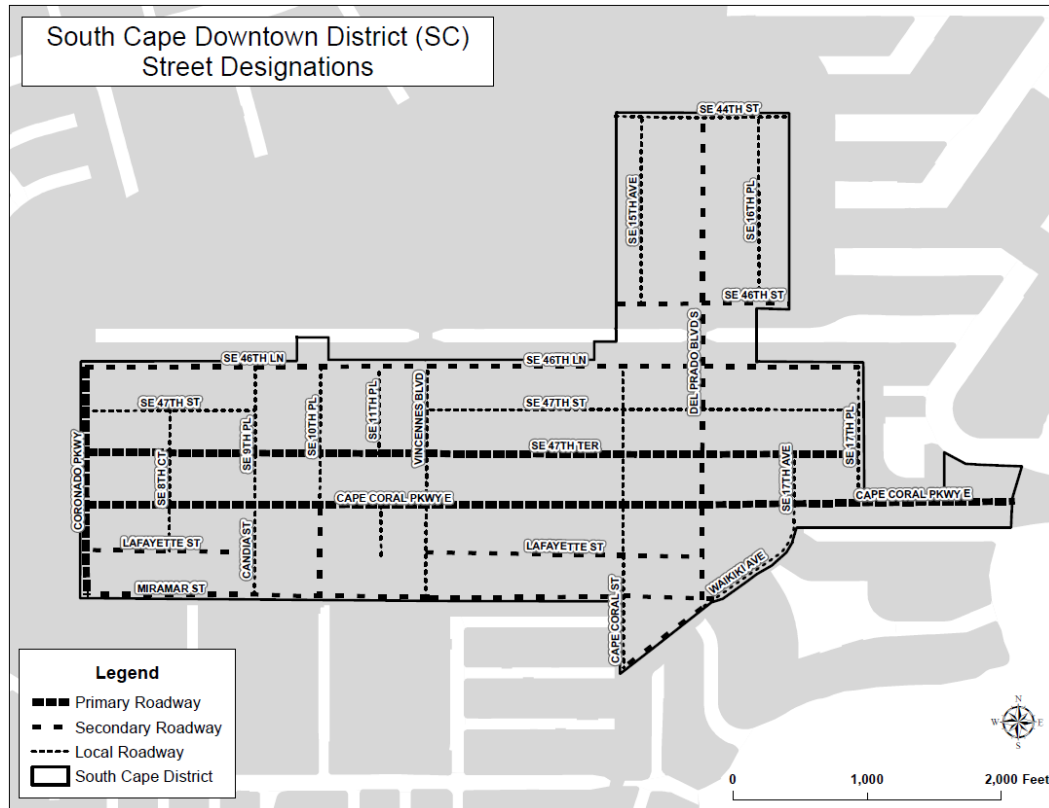 South Cape Downtown District (SC)
Street Designations
SE 44TH ST
SE 15TH AVE
SE 16TH PL
SE 46TH ST
DEL PRADO BLVD S
SE 46TH LN
SE 46TH LN
SE 47TH ST
SE 47TH ST
SE 11TH PL
VINCENNES BLVD
SE 10TH PL
SE 9TH PL
SE 8TH CT
SE 17TH PL
SE 47TH TER
CORONADO PKWY
SE 17TH AVE
CAPE CORAL PKWY E
CAPE CORAL PKWY E
LAFAYETTE ST
LAFAYETTE ST
CANDIA ST
MIRAMAR ST
WAIKIKI AVE
CAPE CORAL ST
Legend
Primary Roadway
Secondary Roadway
Local Roadway
South Cape District
N
W
E
S
0 1,000 2,000 Feet